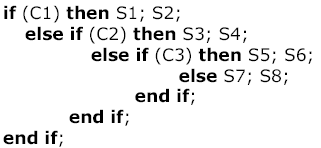 if (C1) then S1; S2;
else if (C2) then S3; S4;
else if (C3) then S5; S6;
else S7; S8;
end if;
end if;
end if;